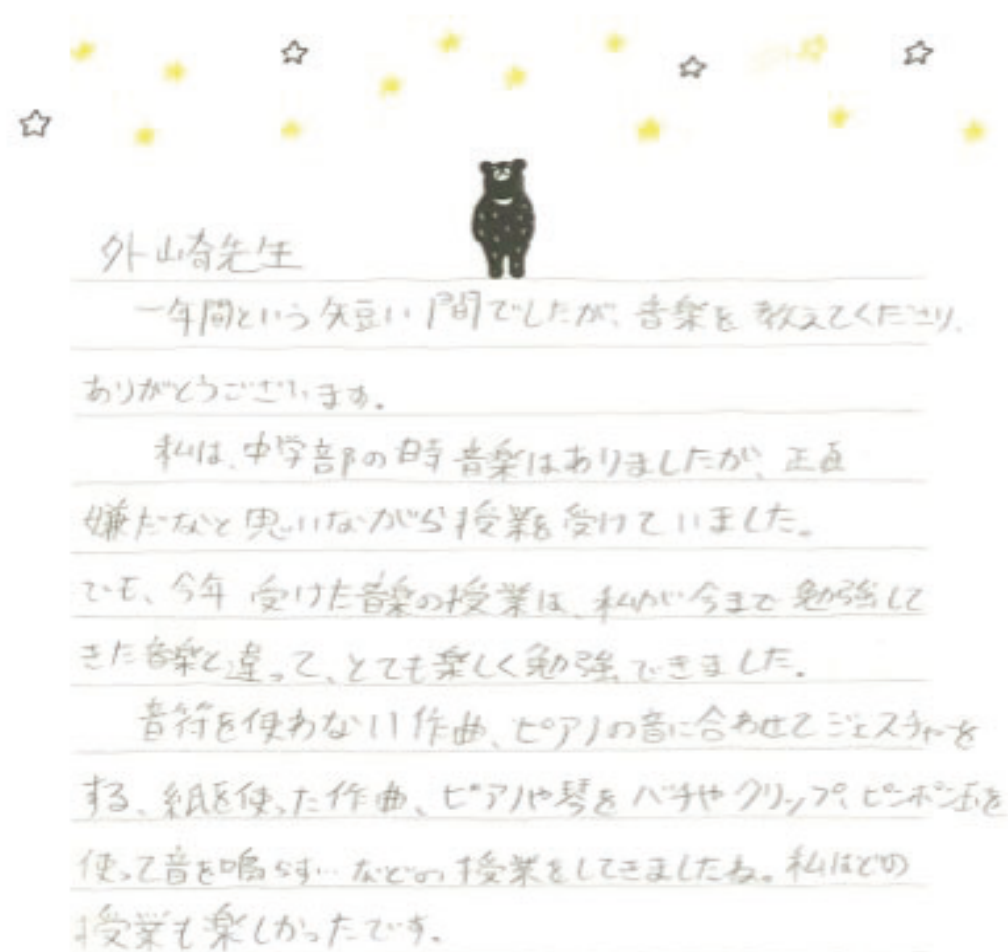 外山崎先生
一年間という短い間でしたが、音楽を教えてくださり、
ありがとうございます。
私は、中学部の時音楽はありましたが、正直
嫌だなと思いながら授業を受けていました。
でも、今年受けた音楽の授業は、私が今まで勉強して
きた音楽と違って、とても楽しく勉強できました。
音符を使わない作曲、ピアノの音に合わせてジェスチャーを
する、紙を使った作曲、ピアノや琴をバチやクリップ、ピンポン玉を
使って音を鳴らす…などの授業をしてきましたね。私はどの
授業も楽しかったです。